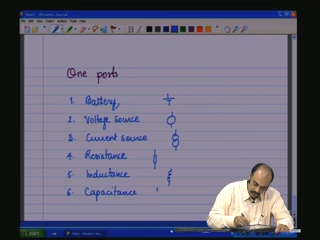 One ports
1. Battery,
2. Voltage source
3. Current source
4. Resistance
5. Inductance
6. Capacitance